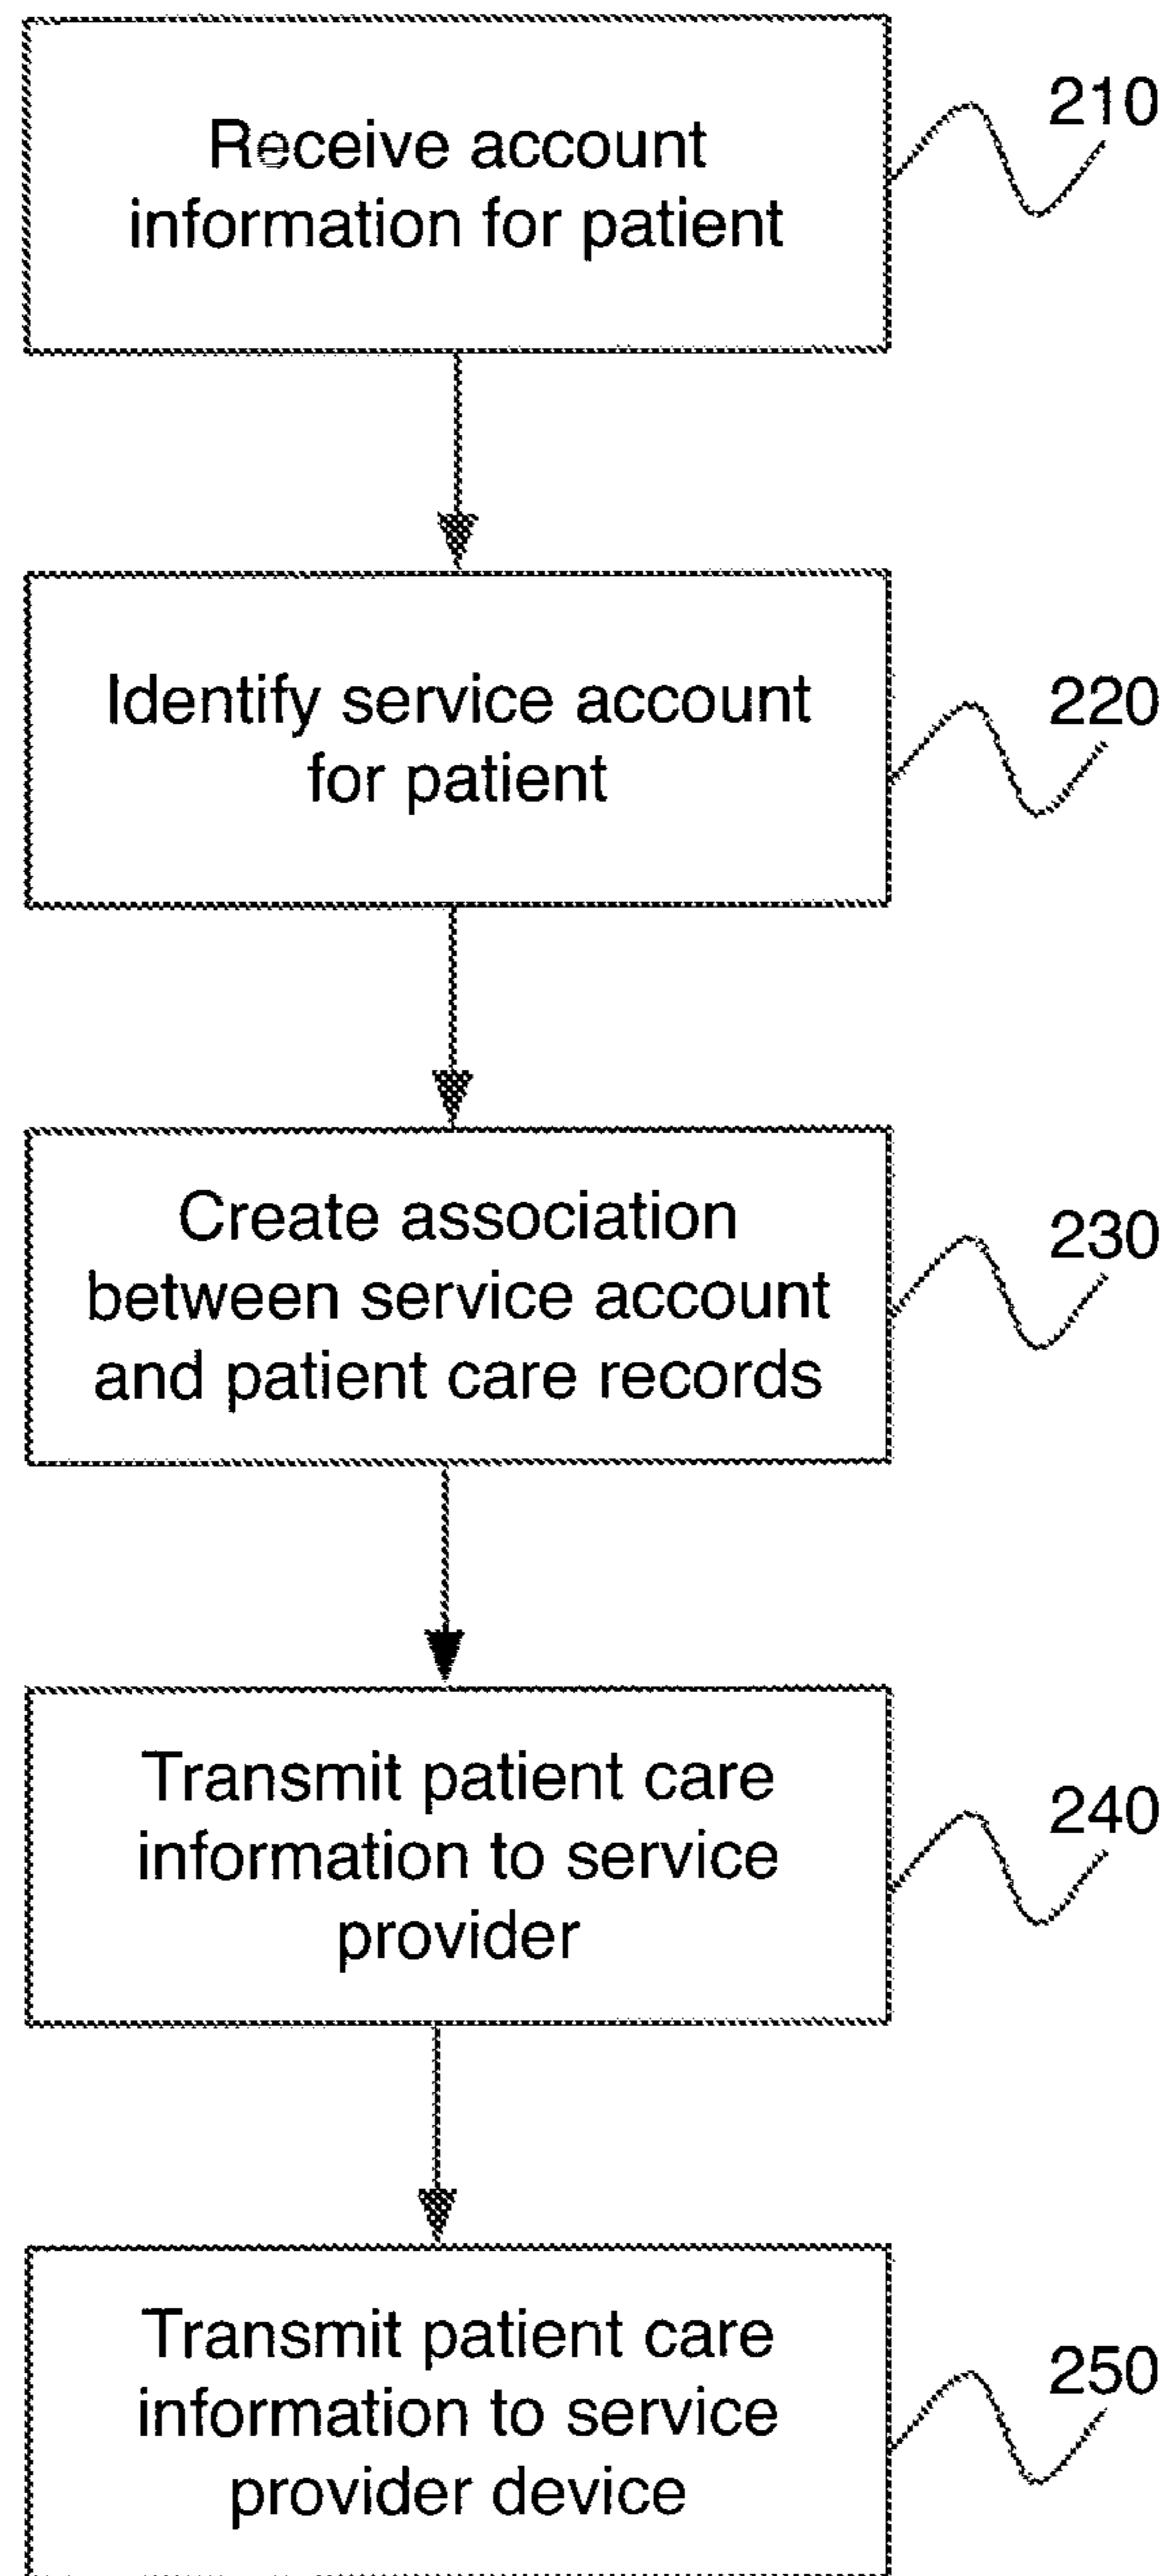 Receive account
information for patient
210
Identify service account
for patient
220
Create association
between service account
and patient care records
230
Transmit patient care
information to service
provider
240
Transmit patient care
information to service
provider device
250